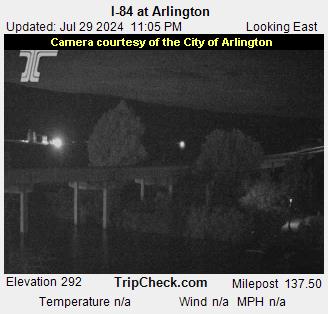 I-84 at Arlington
Updated: Jul 29 2024 11:05 PM Looking East
Camera courtesy of the City of Arlington
Elevation 292 TripCheck.com Milepost 137.50
Temperature n/a Wind n/a MPH n/a